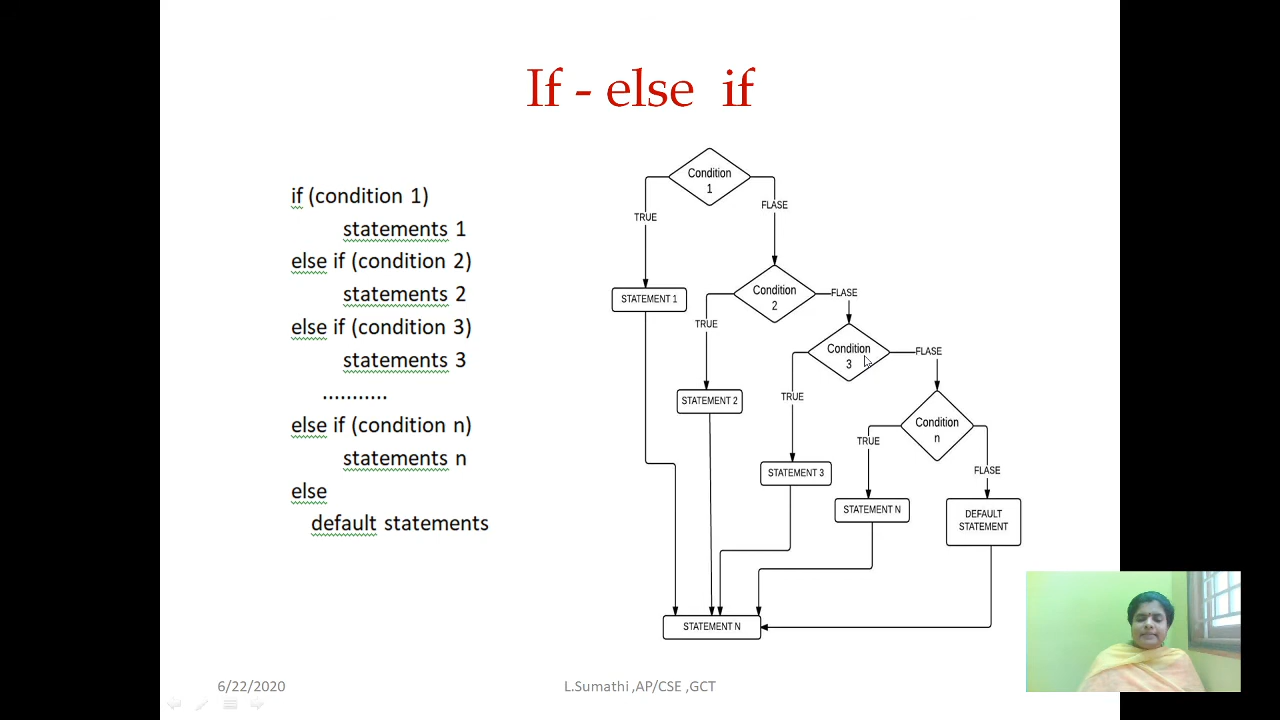 If - else if
if (condition 1)
statements 1
else if (condition 2)
statements 2
else if (condition 3)
statements 3
...........
else if (condition n)
statements n
else
default statements
Condition
1
TRUE
FLASE
STATEMENT 1
Condition
2
FLASE
TRUE
STATEMENT 2
Condition
3
FLASE
TRUE
STATEMENT 3
Condition
n
TRUE
FLASE
STATEMENT N
DEFAULT
STATEMENT
STATEMENT N
6/22/2020
L.Sumathi ,AP/CSE ,GCT